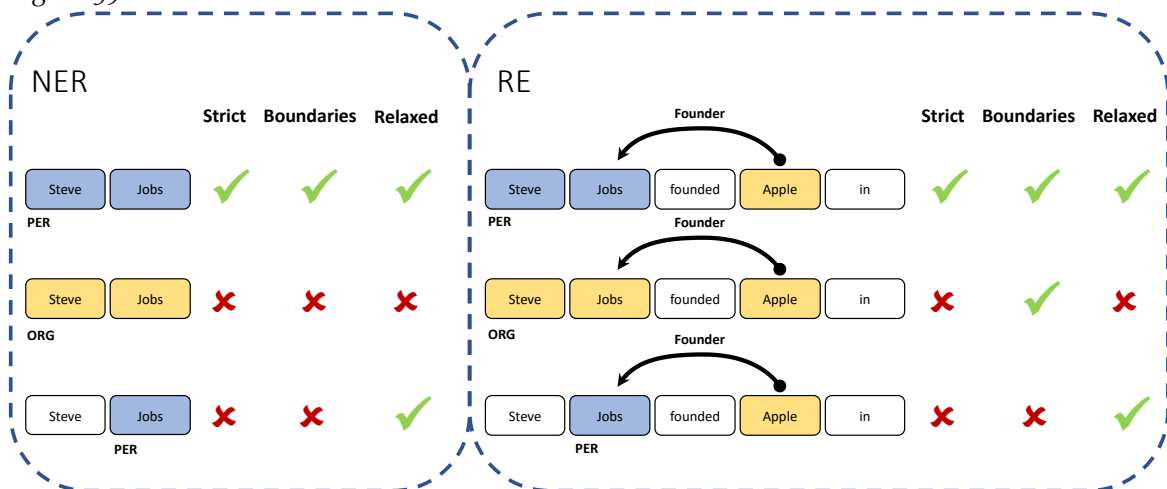 NER
Strict Boundaries Relaxed
Steve Jobs
PER
Steve Jobs
ORG
Steve Jobs
PER
RE
Strict Boundaries Relaxed
Founder
Steve Jobs founded Apple in
PER
Founder
Steve Jobs founded Apple in
ORG
Founder
Steve Jobs founded Apple in
PER